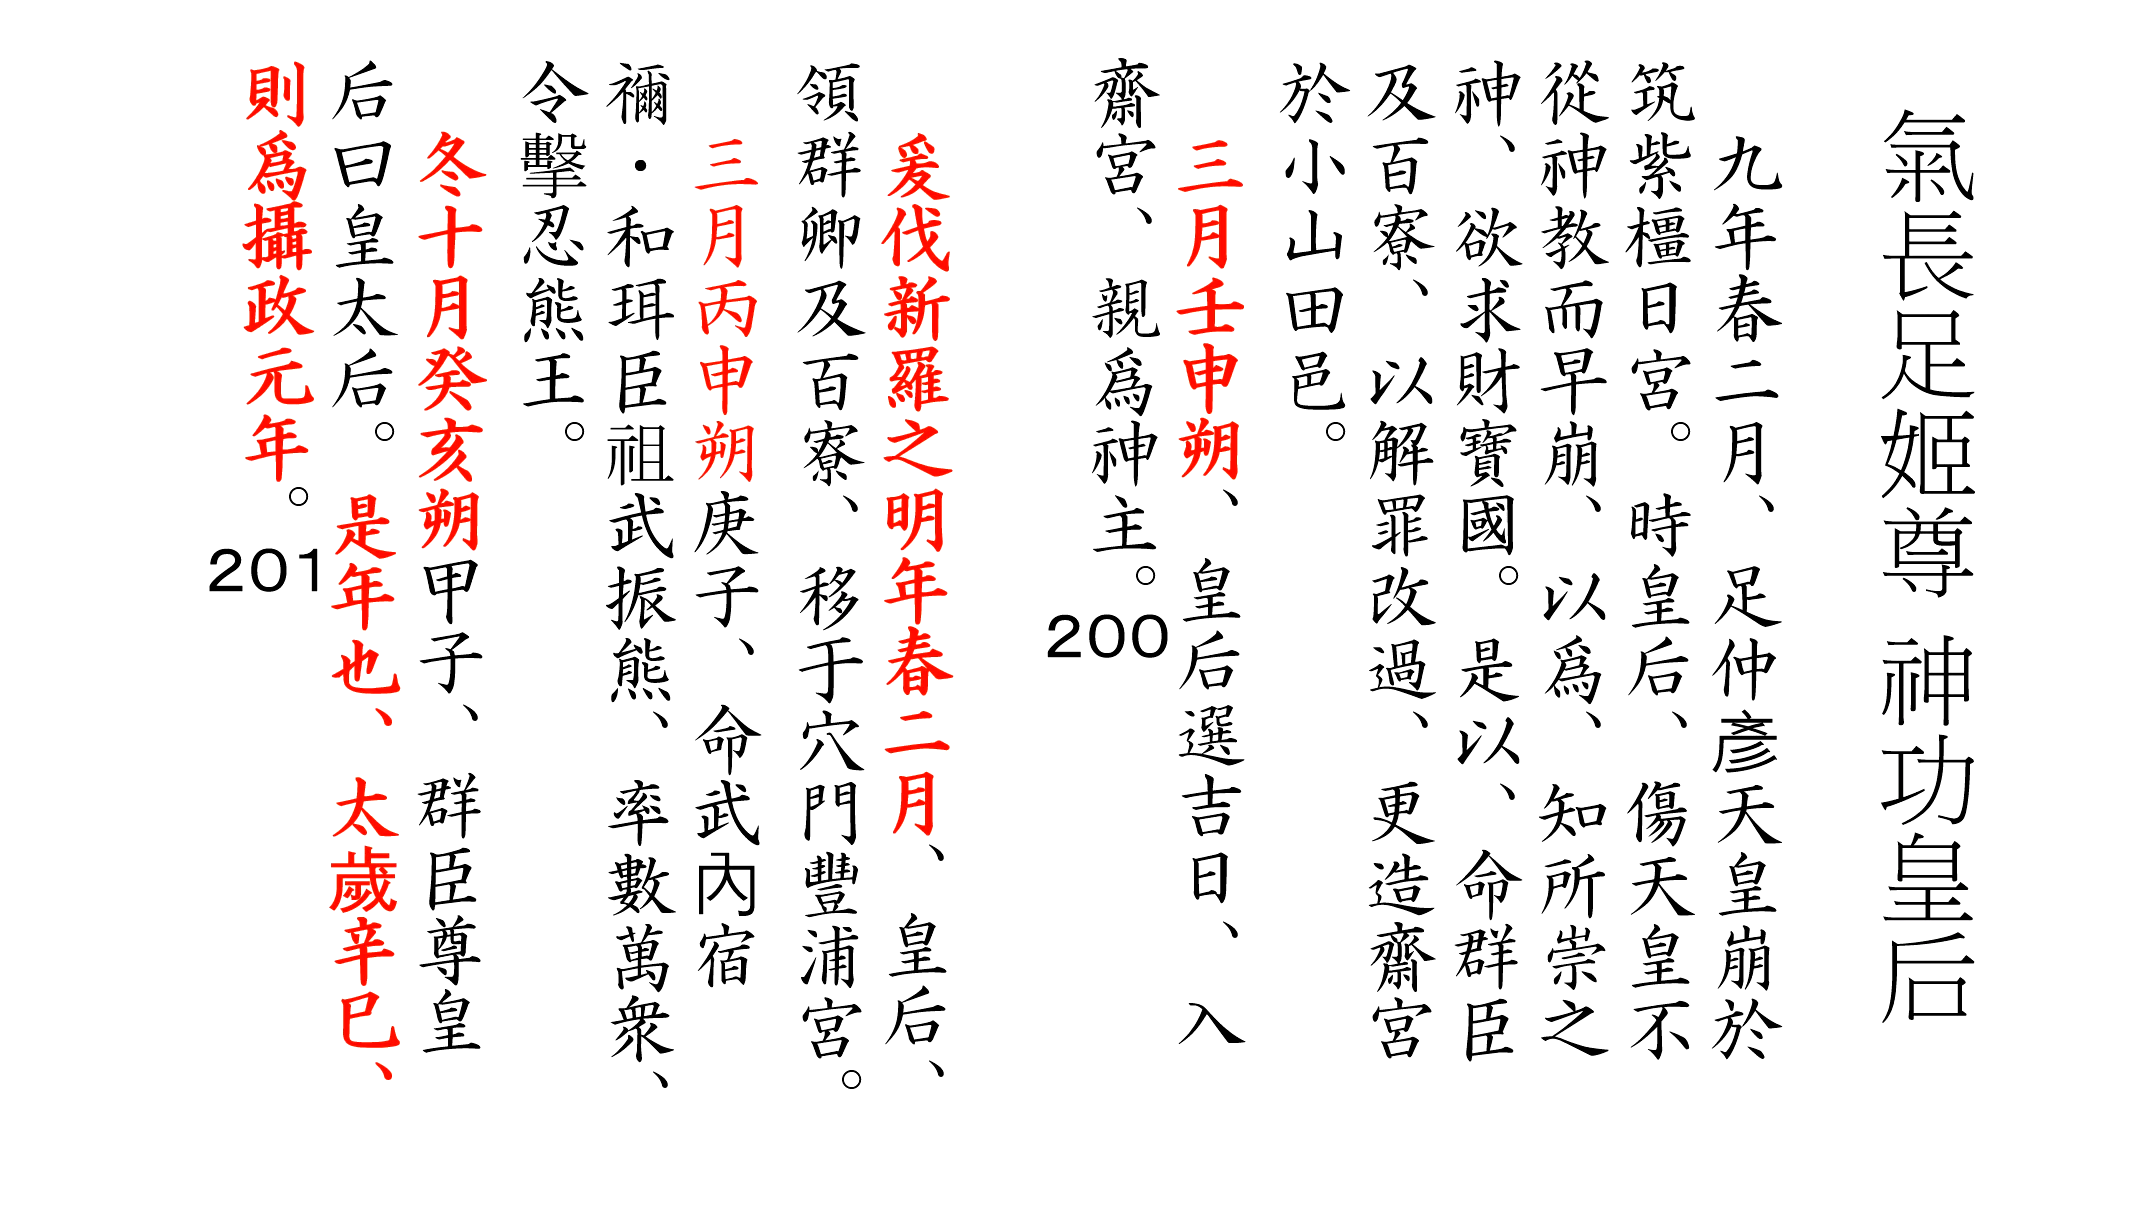 氣長足姬尊 神功皇后
九年春二月、足仲彥天皇崩於
筑紫橿日宮。時皇后、傷天皇不
從神教而早崩、以爲、知所崇之
神、欲求財寶國。是以、命群臣
及百寮、以解罪改過、更造齋宮
於小山田邑。
三月壬申朔、皇后選吉日、入
齋宮、親爲神主。200
爰伐新羅之明年春二月、皇后、
領群卿及百寮、移于穴門豐浦宮。
三月丙申朔庚子、命武內宿
禰・和珥臣祖武振熊、率數萬衆、
令擊忍熊王。
冬十月癸亥朔甲子、群臣尊皇
后曰皇太后。是年也、太歲辛巳、
則爲攝政元年。201